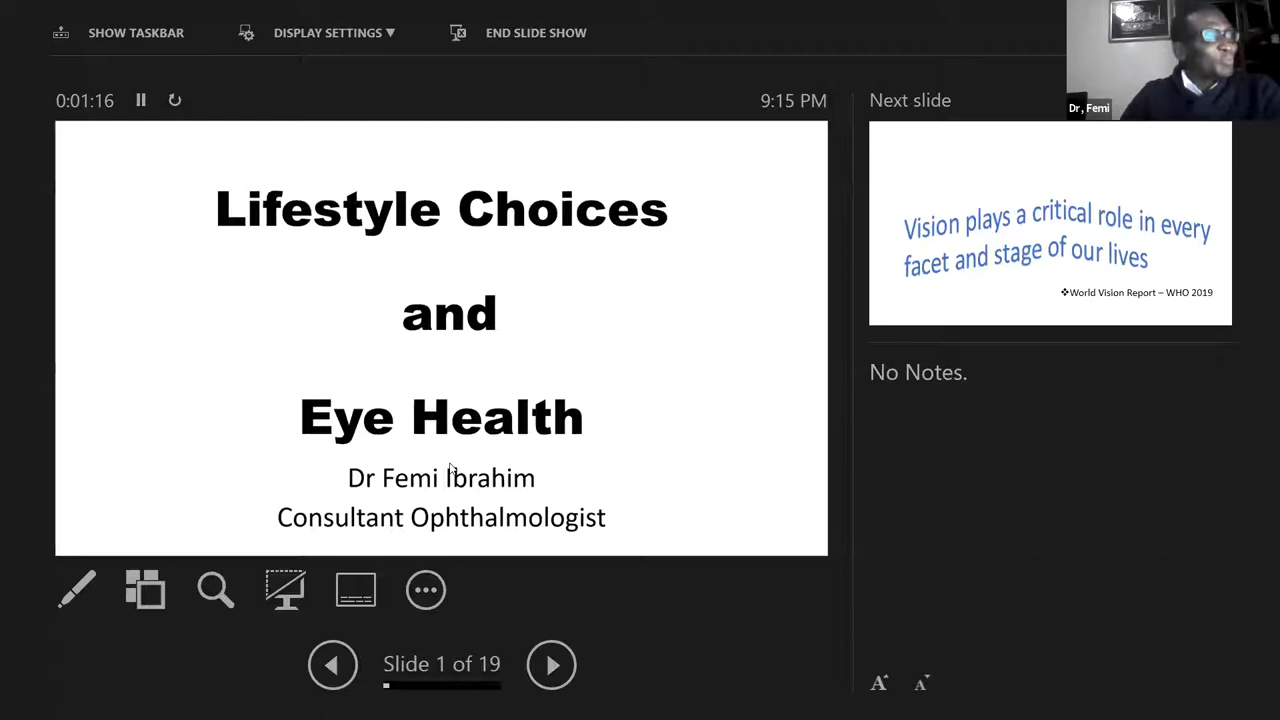 SHOW TASKBAR
DISPLAY SETTINGS ▼
END SLIDE SHOW
Dr, Femi
0:01:16
9:15 PM
Lifestyle Choices
and
Eye Health
Dr Femi Ibrahim
Consultant Ophthalmologist
Slide 1 of 19
Next slide
Vision plays a critical role in every
facet and stage of our lives
❖World Vision Report – WHO 2019
No Notes.
A A